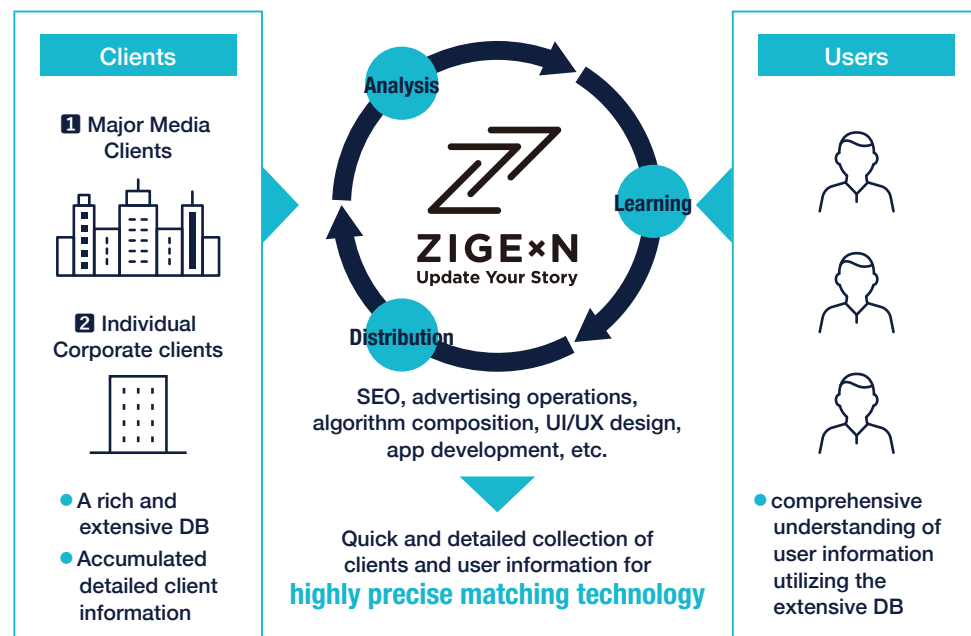 Clients
1 Major Media
Clients
2 Individual
Corporate clients
● A rich and
extensive DB
● Accumulated
detailed client
information
Analysis
Learning
Distribution
ZIGE×N
Update Your Story
SEO, advertising operations,
algorithm composition, UI/UX design,
app development, etc.
Quick and detailed collection of
clients and user information for
highly precise matching technology
Users
● comprehensive
understanding of
user information
utilizing the
extensive DB